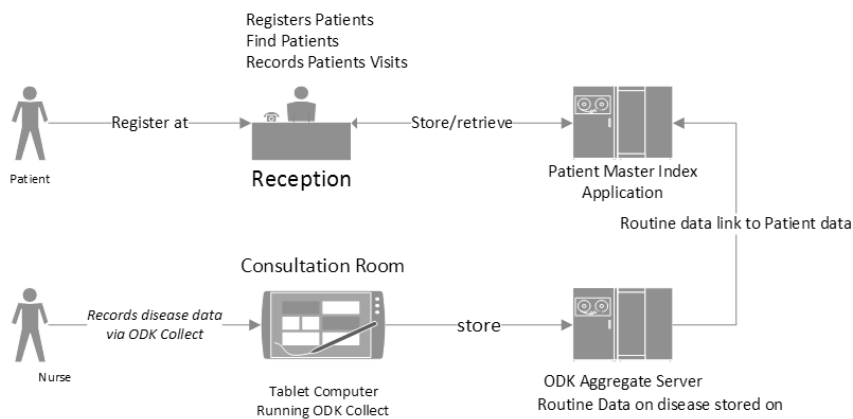 Registers Patients
Find Patients
Records Patients Visits
Register at
Store/retrieve
Patient
Reception
Patient Master Index
Application
Routine data link to Patient data
Consultation Room
Records disease data
via ODK Collect
store
Nurse
Tablet Computer
Running ODK Collect
ODK Aggregate Server
Routine Data on disease stored on